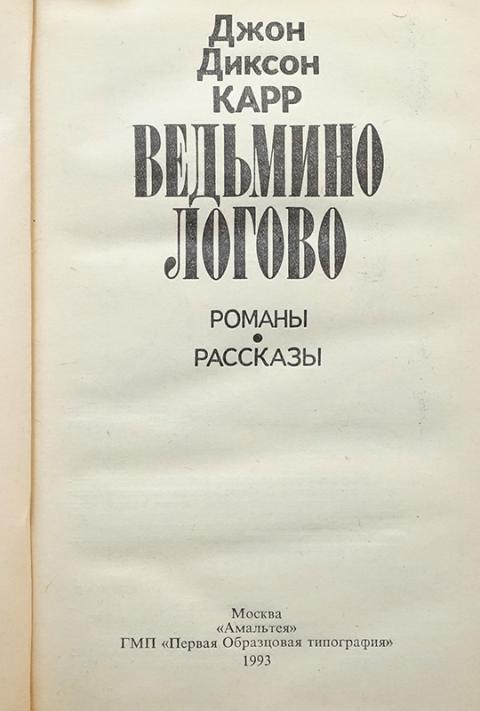 Джон
Диксон
КАРР
ВЕДЬМИНО
ЛОГОВО
РОМАНЫ
•
РАССКАЗЫ
Москва
«Амальтея»
ГМП «Первая Образцовая типография»
1993